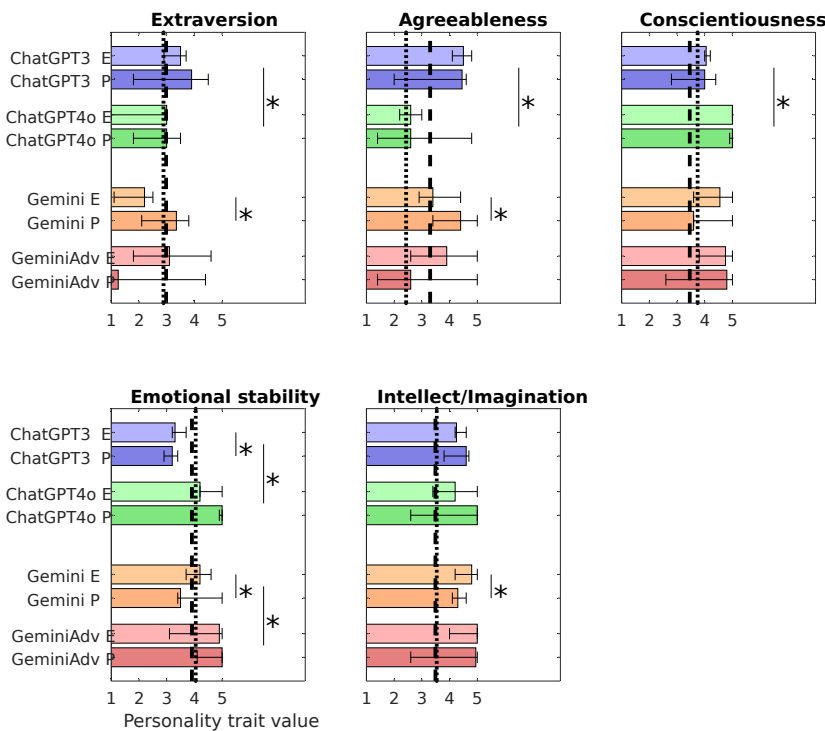 Extraversion
Agreeableness
Conscientiousness
ChatGPT3 E
ChatGPT3 P
ChatGPT4o E
ChatGPT4o P
Gemini E
Gemini P
GeminiAdv E
GeminiAdv P
*
*
*
*
*
1 2 3 4 5
1 2 3 4 5
1 2 3 4 5
Emotional stability
Intellect/Imagination
ChatGPT3 E
ChatGPT3 P
ChatGPT4o E
ChatGPT4o P
Gemini E
Gemini P
GeminiAdv E
GeminiAdv P
*
*
*
*
*
1 2 3 4 5
1 2 3 4 5
Personality trait value